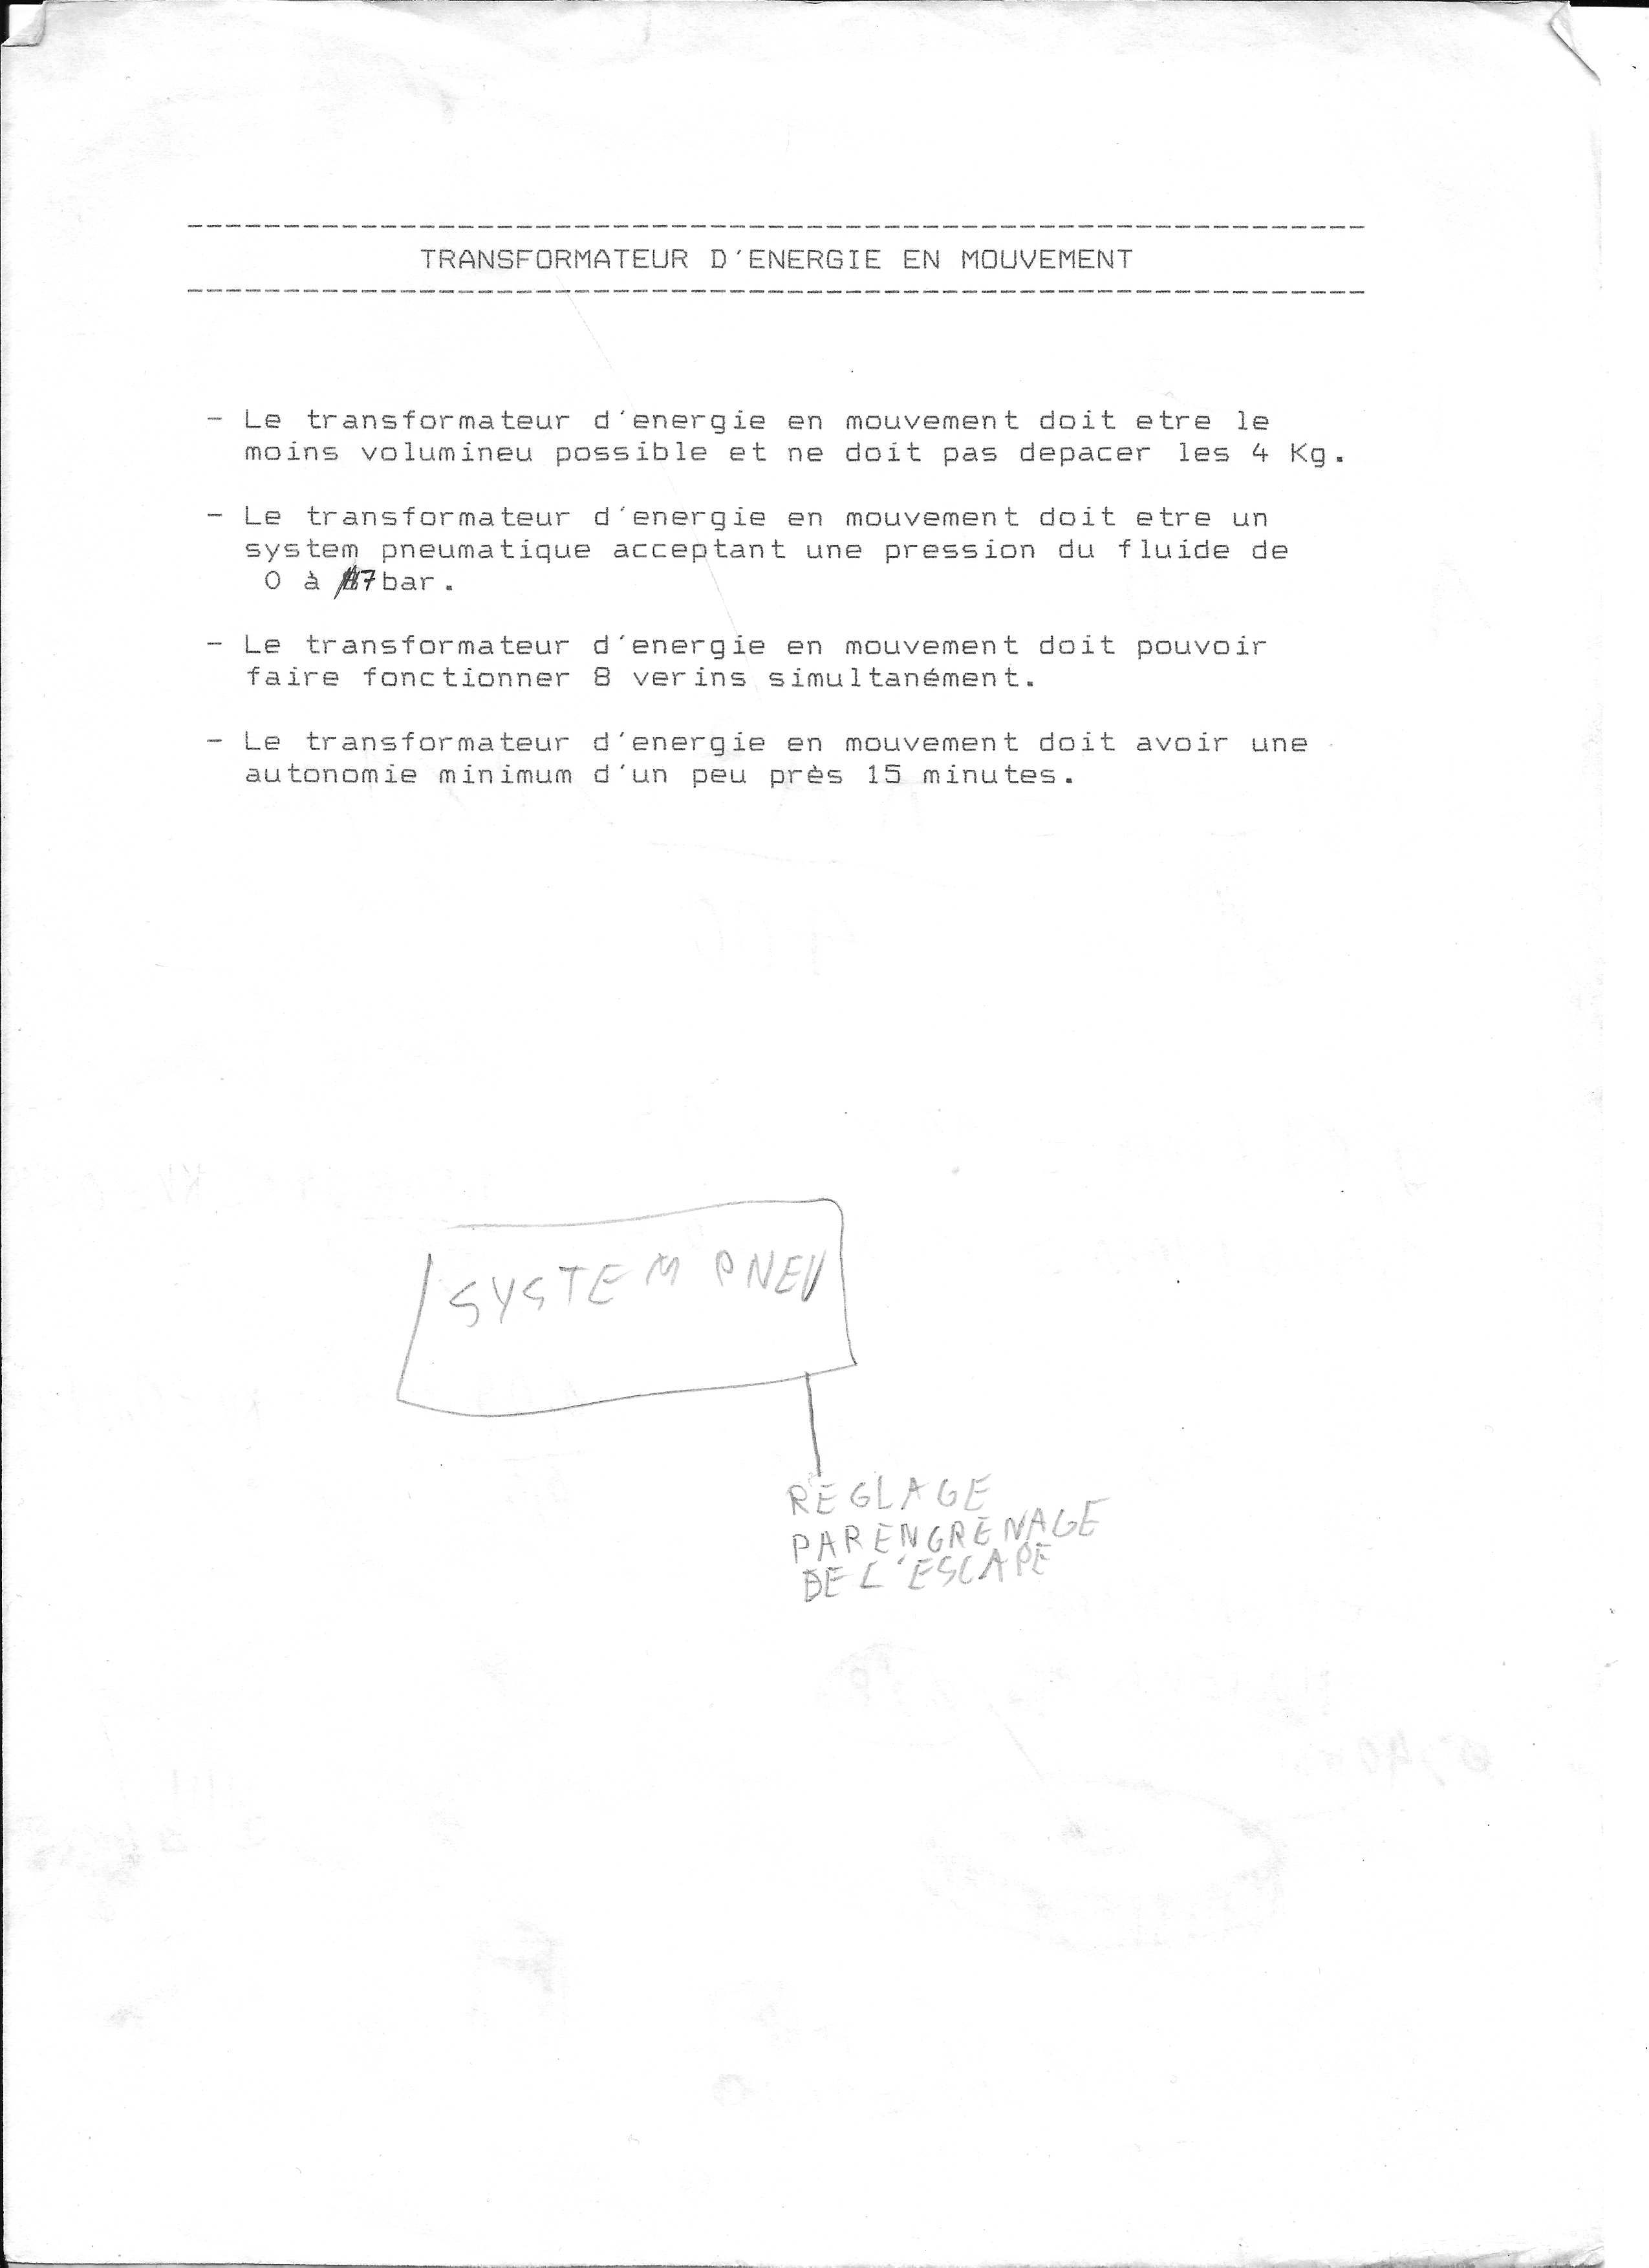 TRANSFORMATEUR D'ENERGIE EN MOUVEMENT
- Le transformateur d'energie en mouvement doit etre le
moins volumineu possible et ne doit pas depacer les 4 Kg.
- Le transformateur d'energie en mouvement doit etre un
system pneumatique acceptant une pression du fluide de
0 à 7 bar.
- Le transformateur d'energie en mouvement doit pouvoir
faire fonctionner 8 verins simultanément.
- Le transformateur d'energie en mouvement doit avoir une
autonomie minimum d'un peu près 15 minutes.
SYSTEM PNEU
REGLAGE
PAR ENGRENAGE
DE L'ESCAPE